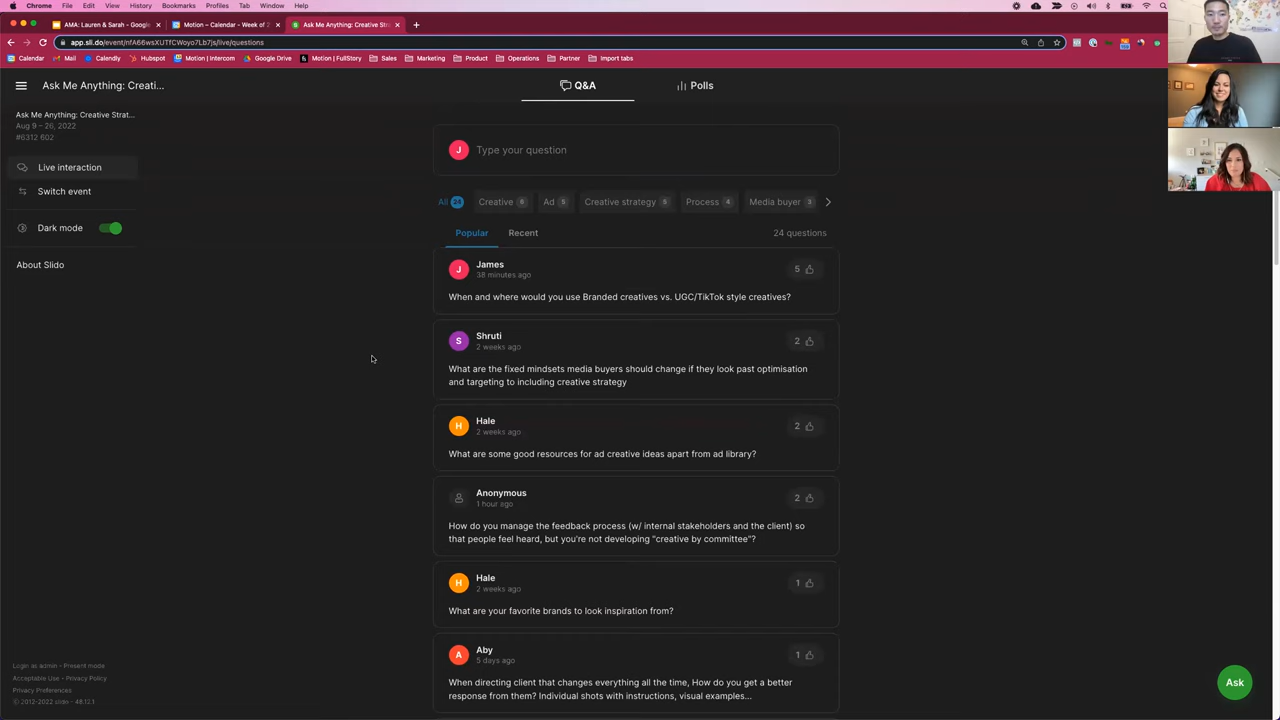 Chrome File Edit View History Bookmarks Profiles Tab Window Help
AMA: Lauren & Sarah - Google
Motion – Calendar - Week of 2
Ask Me Anything: Creative Stra
app.sli.do/event/nfA66wsXUTfCWoyo7Lb7js/live/questions
Calendar Mail Calendly Hubspot Motion | Intercom Google Drive Motion | FullStory Sales Marketing Product Operations Partner Import tabs
Ask Me Anything: Creati...
Q&A
Polls
Ask Me Anything: Creative Strat...
Aug 9 – 26, 2022
#6312 602
Live interaction
Switch event
Dark mode
About Slido
J Type your question
All 24 Creative 6 Ad 5 Creative strategy 5 Process 4 Media buyer 3
Popular Recent 24 questions
J James 5
38 minutes ago
When and where would you use Branded creatives vs. UGC/TikTok style creatives?
S Shruti 2
2 weeks ago
What are the fixed mindsets media buyers should change if they look past optimisation
and targeting to including creative strategy
H Hale 2
2 weeks ago
What are some good resources for ad creative ideas apart from ad library?
Anonymous 2
1 hour ago
How do you manage the feedback process (w/ internal stakeholders and the client) so
that people feel heard, but you're not developing "creative by committee"?
H Hale 1
2 weeks ago
What are your favorite brands to look inspiration from?
A Aby 1
5 days ago
When directing client that changes everything all the time, How do you get a better
response from them? Individual shots with instructions, visual examples...
Login as admin - Present mode
Acceptable Use - Privacy Policy
Privacy Preferences
© 2012-2022 slido - 48.12.1
Ask